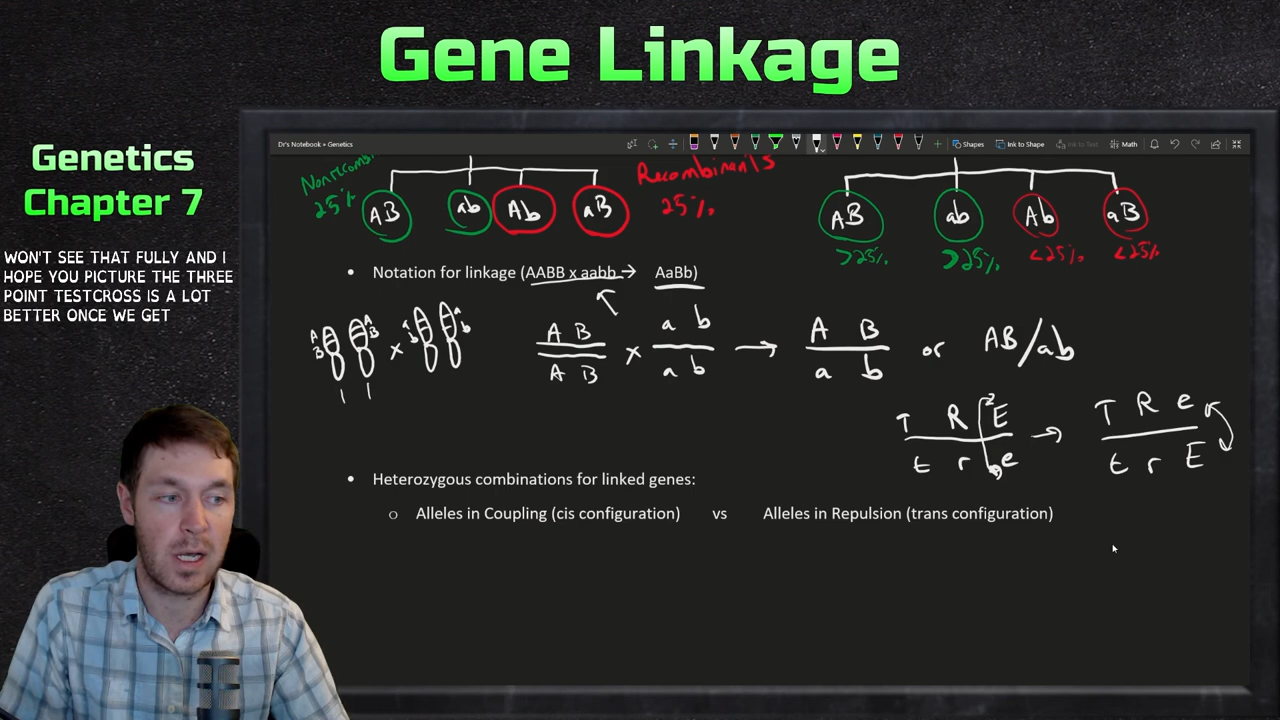 Gene Linkage
Genetics
Chapter 7
WON'T SEE THAT FULLY AND I
HOPE YOU PICTURE THE THREE
POINT TESTCROSS IS A LOT
BETTER ONCE WE GET
Dr's Notebook » Genetics
Shapes Ink to Shape Ink to Text Math
25%
AB ab Ab aB
Recombinants
25%
AB ab Ab aB
>25% >25% <25% <25%
• Notation for linkage (AABB x aabb → AaBb)
A B A B a b a b
A B × a b → A B or AB/ab
A B a b a b
T R E → T R e
t r e t r E
• Heterozygous combinations for linked genes:
o Alleles in Coupling (cis configuration) vs Alleles in Repulsion (trans configuration)